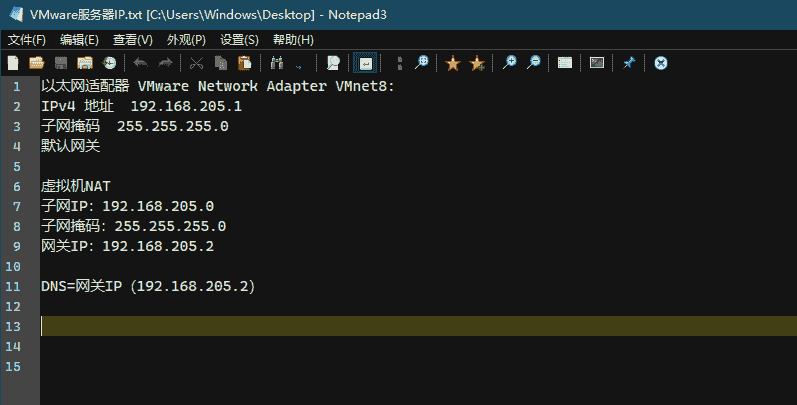 VMware服务器IP.txt [C:\Users\Windows\Desktop] - Notepad3
文件(F) 编辑(E) 查看(V) 外观(P) 设置(S) 帮助(H)
1 以太网适配器 VMware Network Adapter VMnet8:
2 IPv4 地址 192.168.205.1
3 子网掩码 255.255.255.0
4 默认网关
5
6 虚拟机NAT
7 子网IP: 192.168.205.0
8 子网掩码: 255.255.255.0
9 网关IP: 192.168.205.2
10
11 DNS=网关IP（192.168.205.2）
12
13
14
15